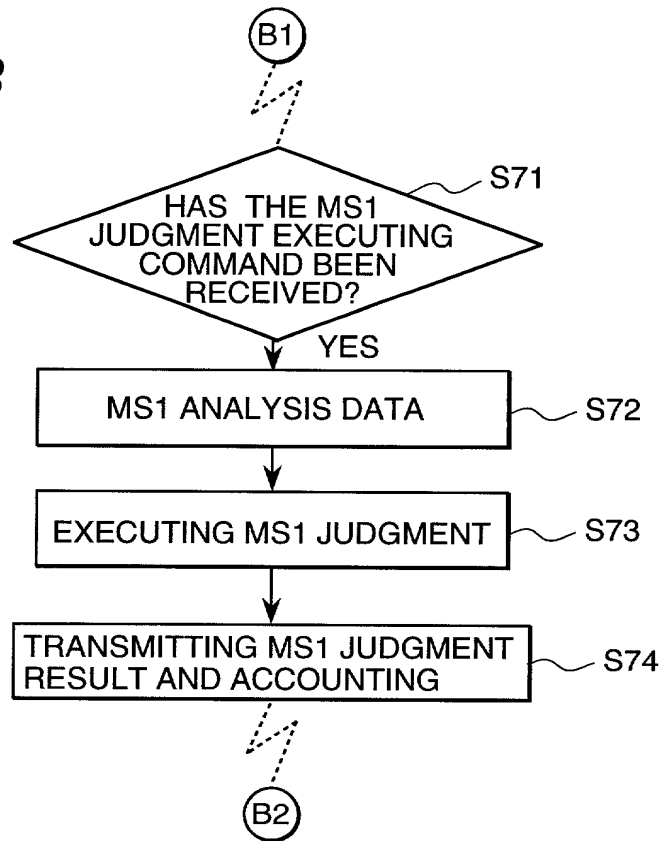 B1
S71
HAS THE MS1
JUDGMENT EXECUTING
COMMAND BEEN
RECEIVED?
YES
MS1 ANALYSIS DATA
S72
EXECUTING MS1 JUDGMENT
S73
TRANSMITTING MS1 JUDGMENT
RESULT AND ACCOUNTING
S74
B2